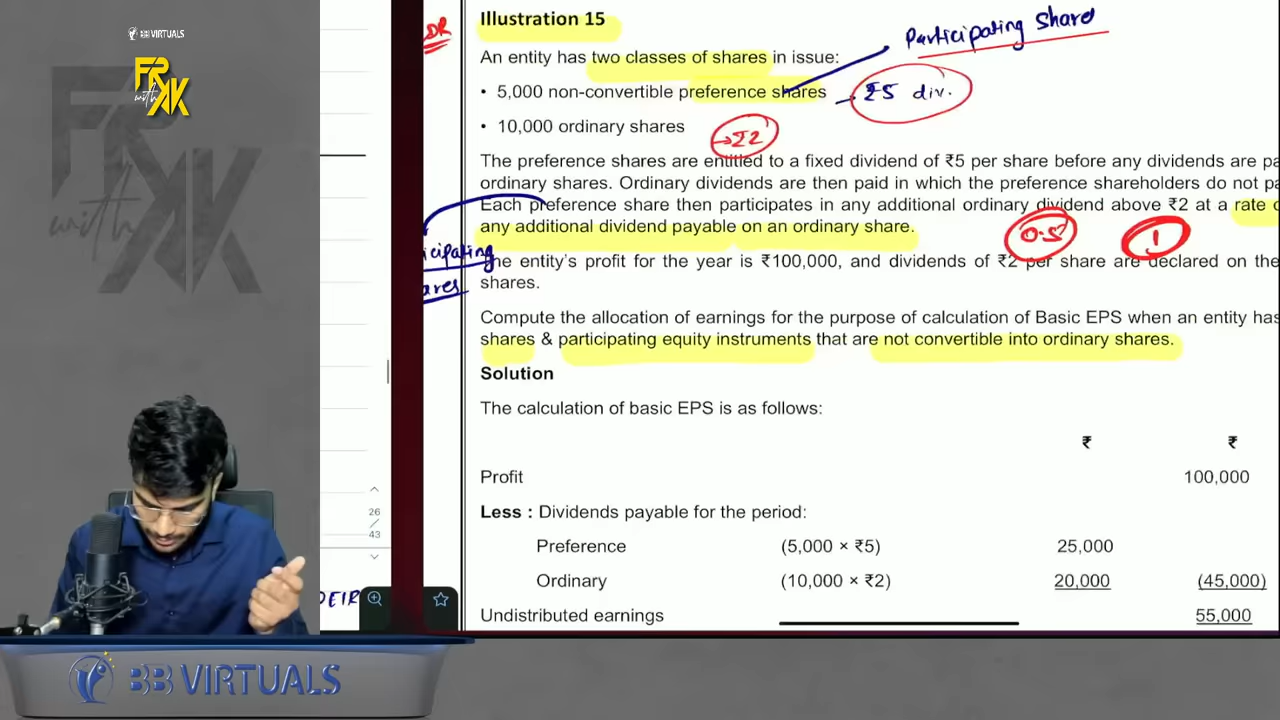 Illustration 15
Participating Share
DR
BB VIRTUALS
An entity has two classes of shares in issue:
FR
with AK
• 5,000 non-convertible preference shares
₹5 div.
• 10,000 ordinary shares
→₹2
The preference shares are entitled to a fixed dividend of ₹5 per share before any dividends are pa
ordinary shares. Ordinary dividends are then paid in which the preference shareholders do not pa
Each preference share then participates in any additional ordinary dividend above ₹2 at a rate o
any additional dividend payable on an ordinary share.
0.5
1
icipating
ares
The entity's profit for the year is ₹100,000, and dividends of ₹2 per share are declared on the
shares.
Compute the allocation of earnings for the purpose of calculation of Basic EPS when an entity has
shares & participating equity instruments that are not convertible into ordinary shares.
Solution
The calculation of basic EPS is as follows:
₹ ₹
Profit 100,000
Less : Dividends payable for the period:
Preference (5,000 × ₹5) 25,000
Ordinary (10,000 × ₹2) 20,000 (45,000)
Undistributed earnings 55,000
26
/
43
BB VIRTUALS